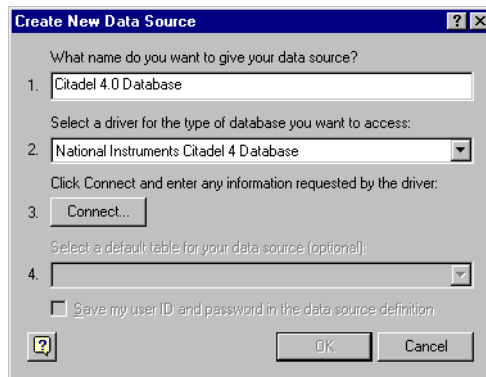 Create New Data Source
What name do you want to give your data source?
1. Citadel 4.0 Database
Select a driver for the type of database you want to access:
2. National Instruments Citadel 4 Database
Click Connect and enter any information requested by the driver:
3. Connect...
Select a default table for your data source (optional):
4.
Save my user ID and password in the data source definition
OK Cancel